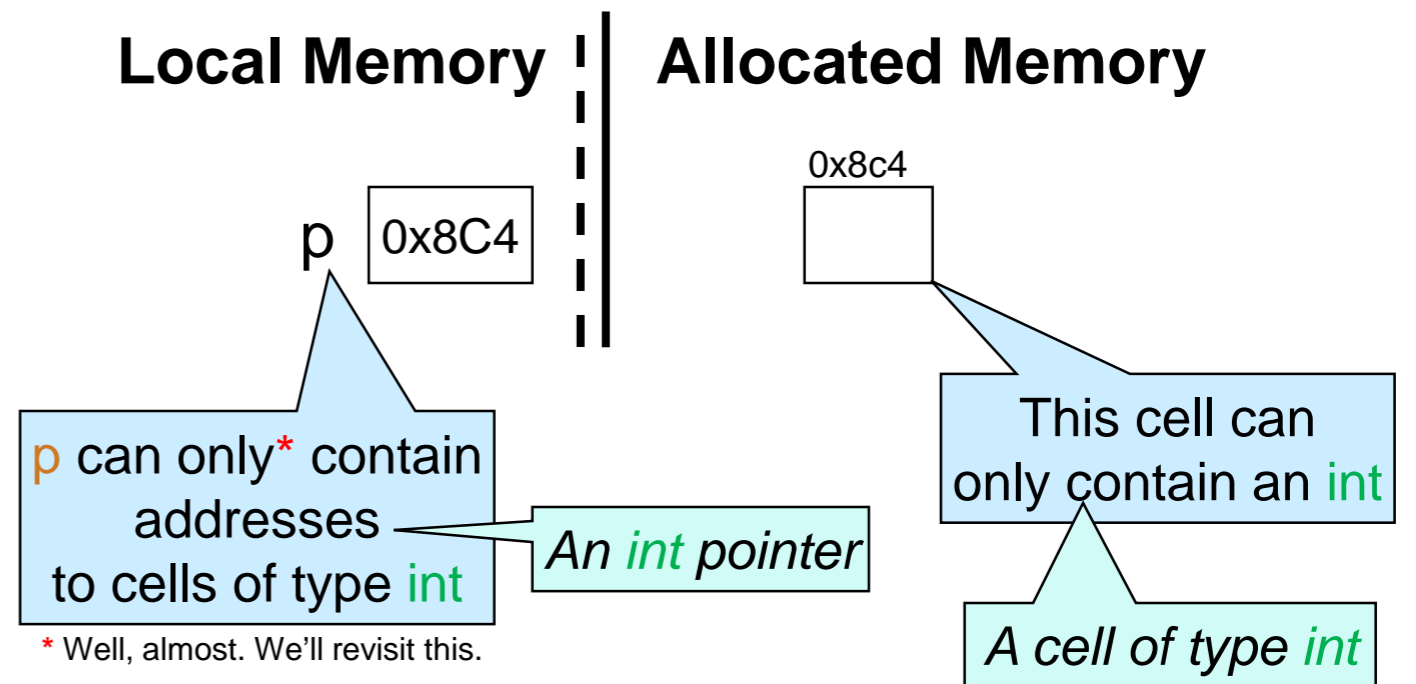 Local Memory
Allocated Memory
0x8c4
p
0x8C4
p can only* contain
addresses
to cells of type int
An int pointer
This cell can
only contain an int
A cell of type int
* Well, almost. We'll revisit this.